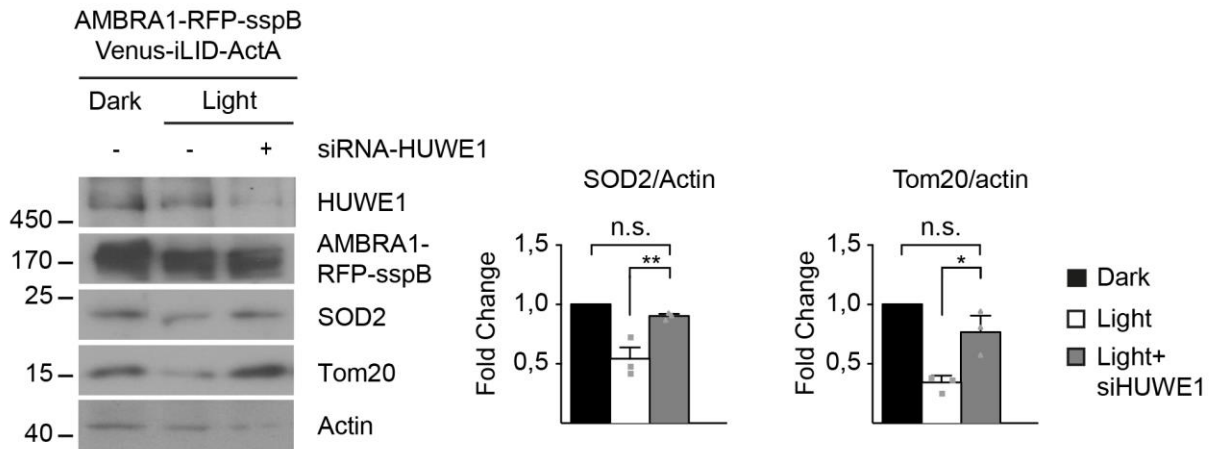 AMBRA1-RFP-sspB
Venus-iLID-ActA
Dark Light
- - + siRNA-HUWE1
450 HUWE1
170 AMBRA1-
RFP-sspB
25 SOD2
15 Tom20
40 Actin
SOD2/Actin
n.s.
**
Fold Change
1,5
1,0
0,5
Tom20/actin
n.s.
*
Fold Change
1,5
1,0
0,5
Dark
Light
Light+
siHUWE1